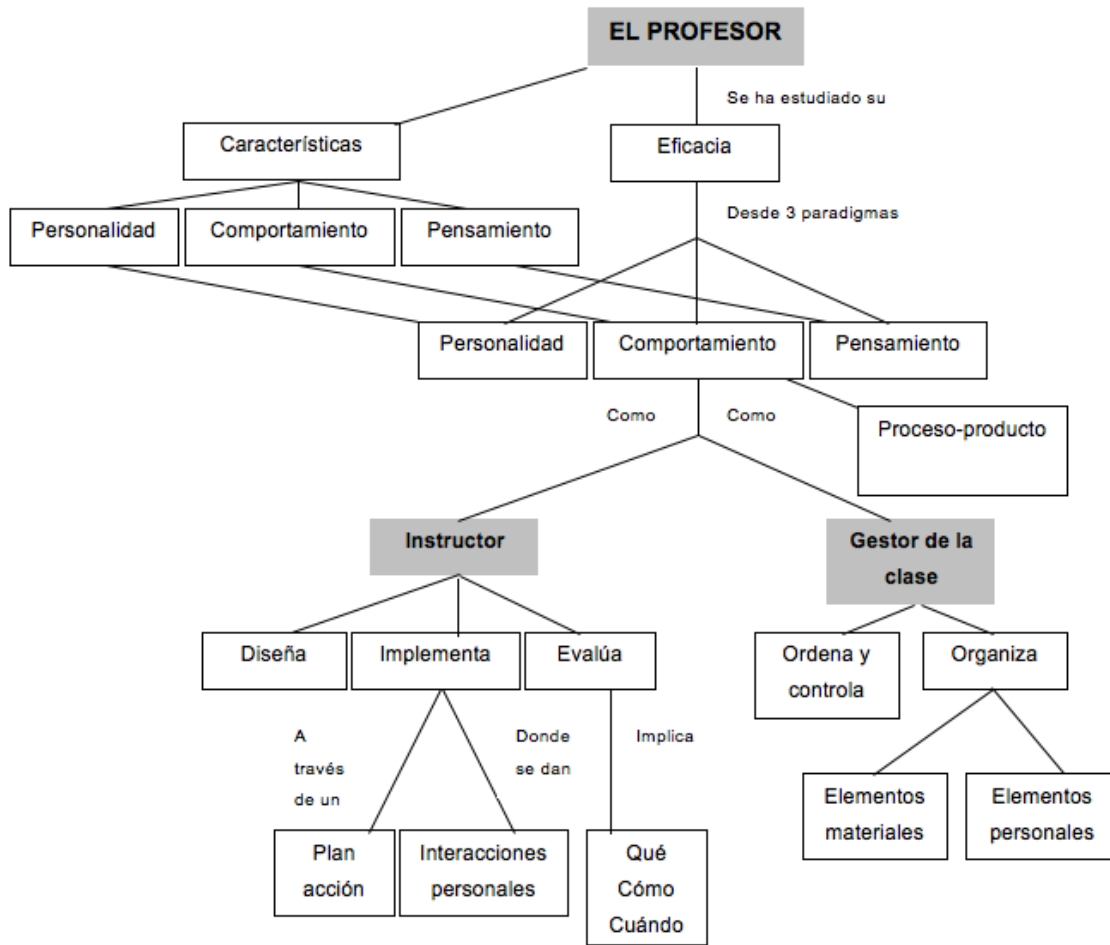 EL PROFESOR
Se ha estudiado su
Características
Eficacia
Desde 3 paradigmas
Personalidad
Comportamiento
Pensamiento
Personalidad
Comportamiento
Pensamiento
Como
Como
Proceso-producto
Instructor
Gestor de la
clase
Diseña
Implementa
Evalúa
Ordena y
controla
Organiza
A
través
de un
Donde
se dan
Implica
Elementos
materiales
Elementos
personales
Plan
acción
Interacciones
personales
Qué
Cómo
Cuándo